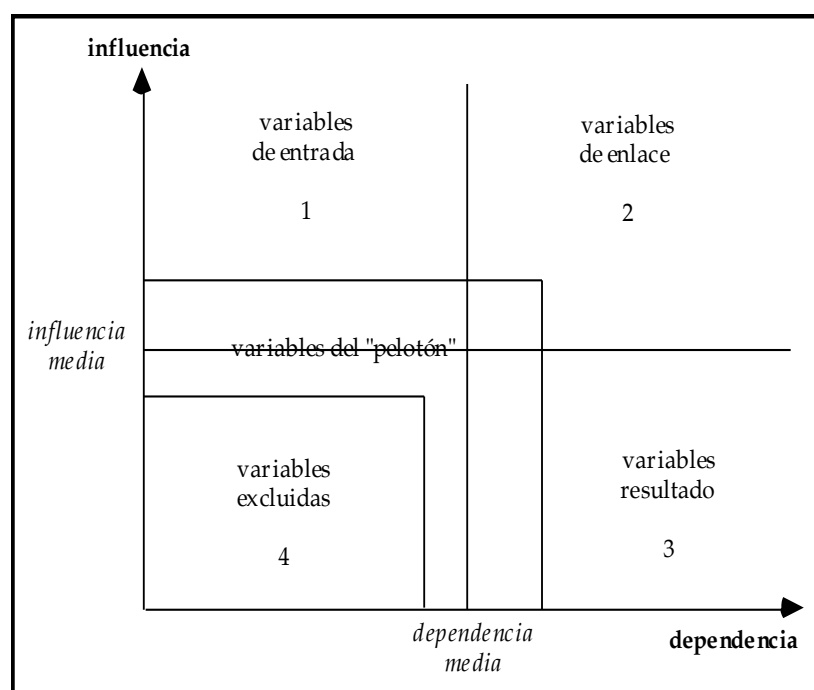 influencia
variables
de entrada
1
variables
de enlace
2
influencia
media
variables del "pelotón"
variables
excluidas
4
variables
resultado
3
dependencia
media
dependencia